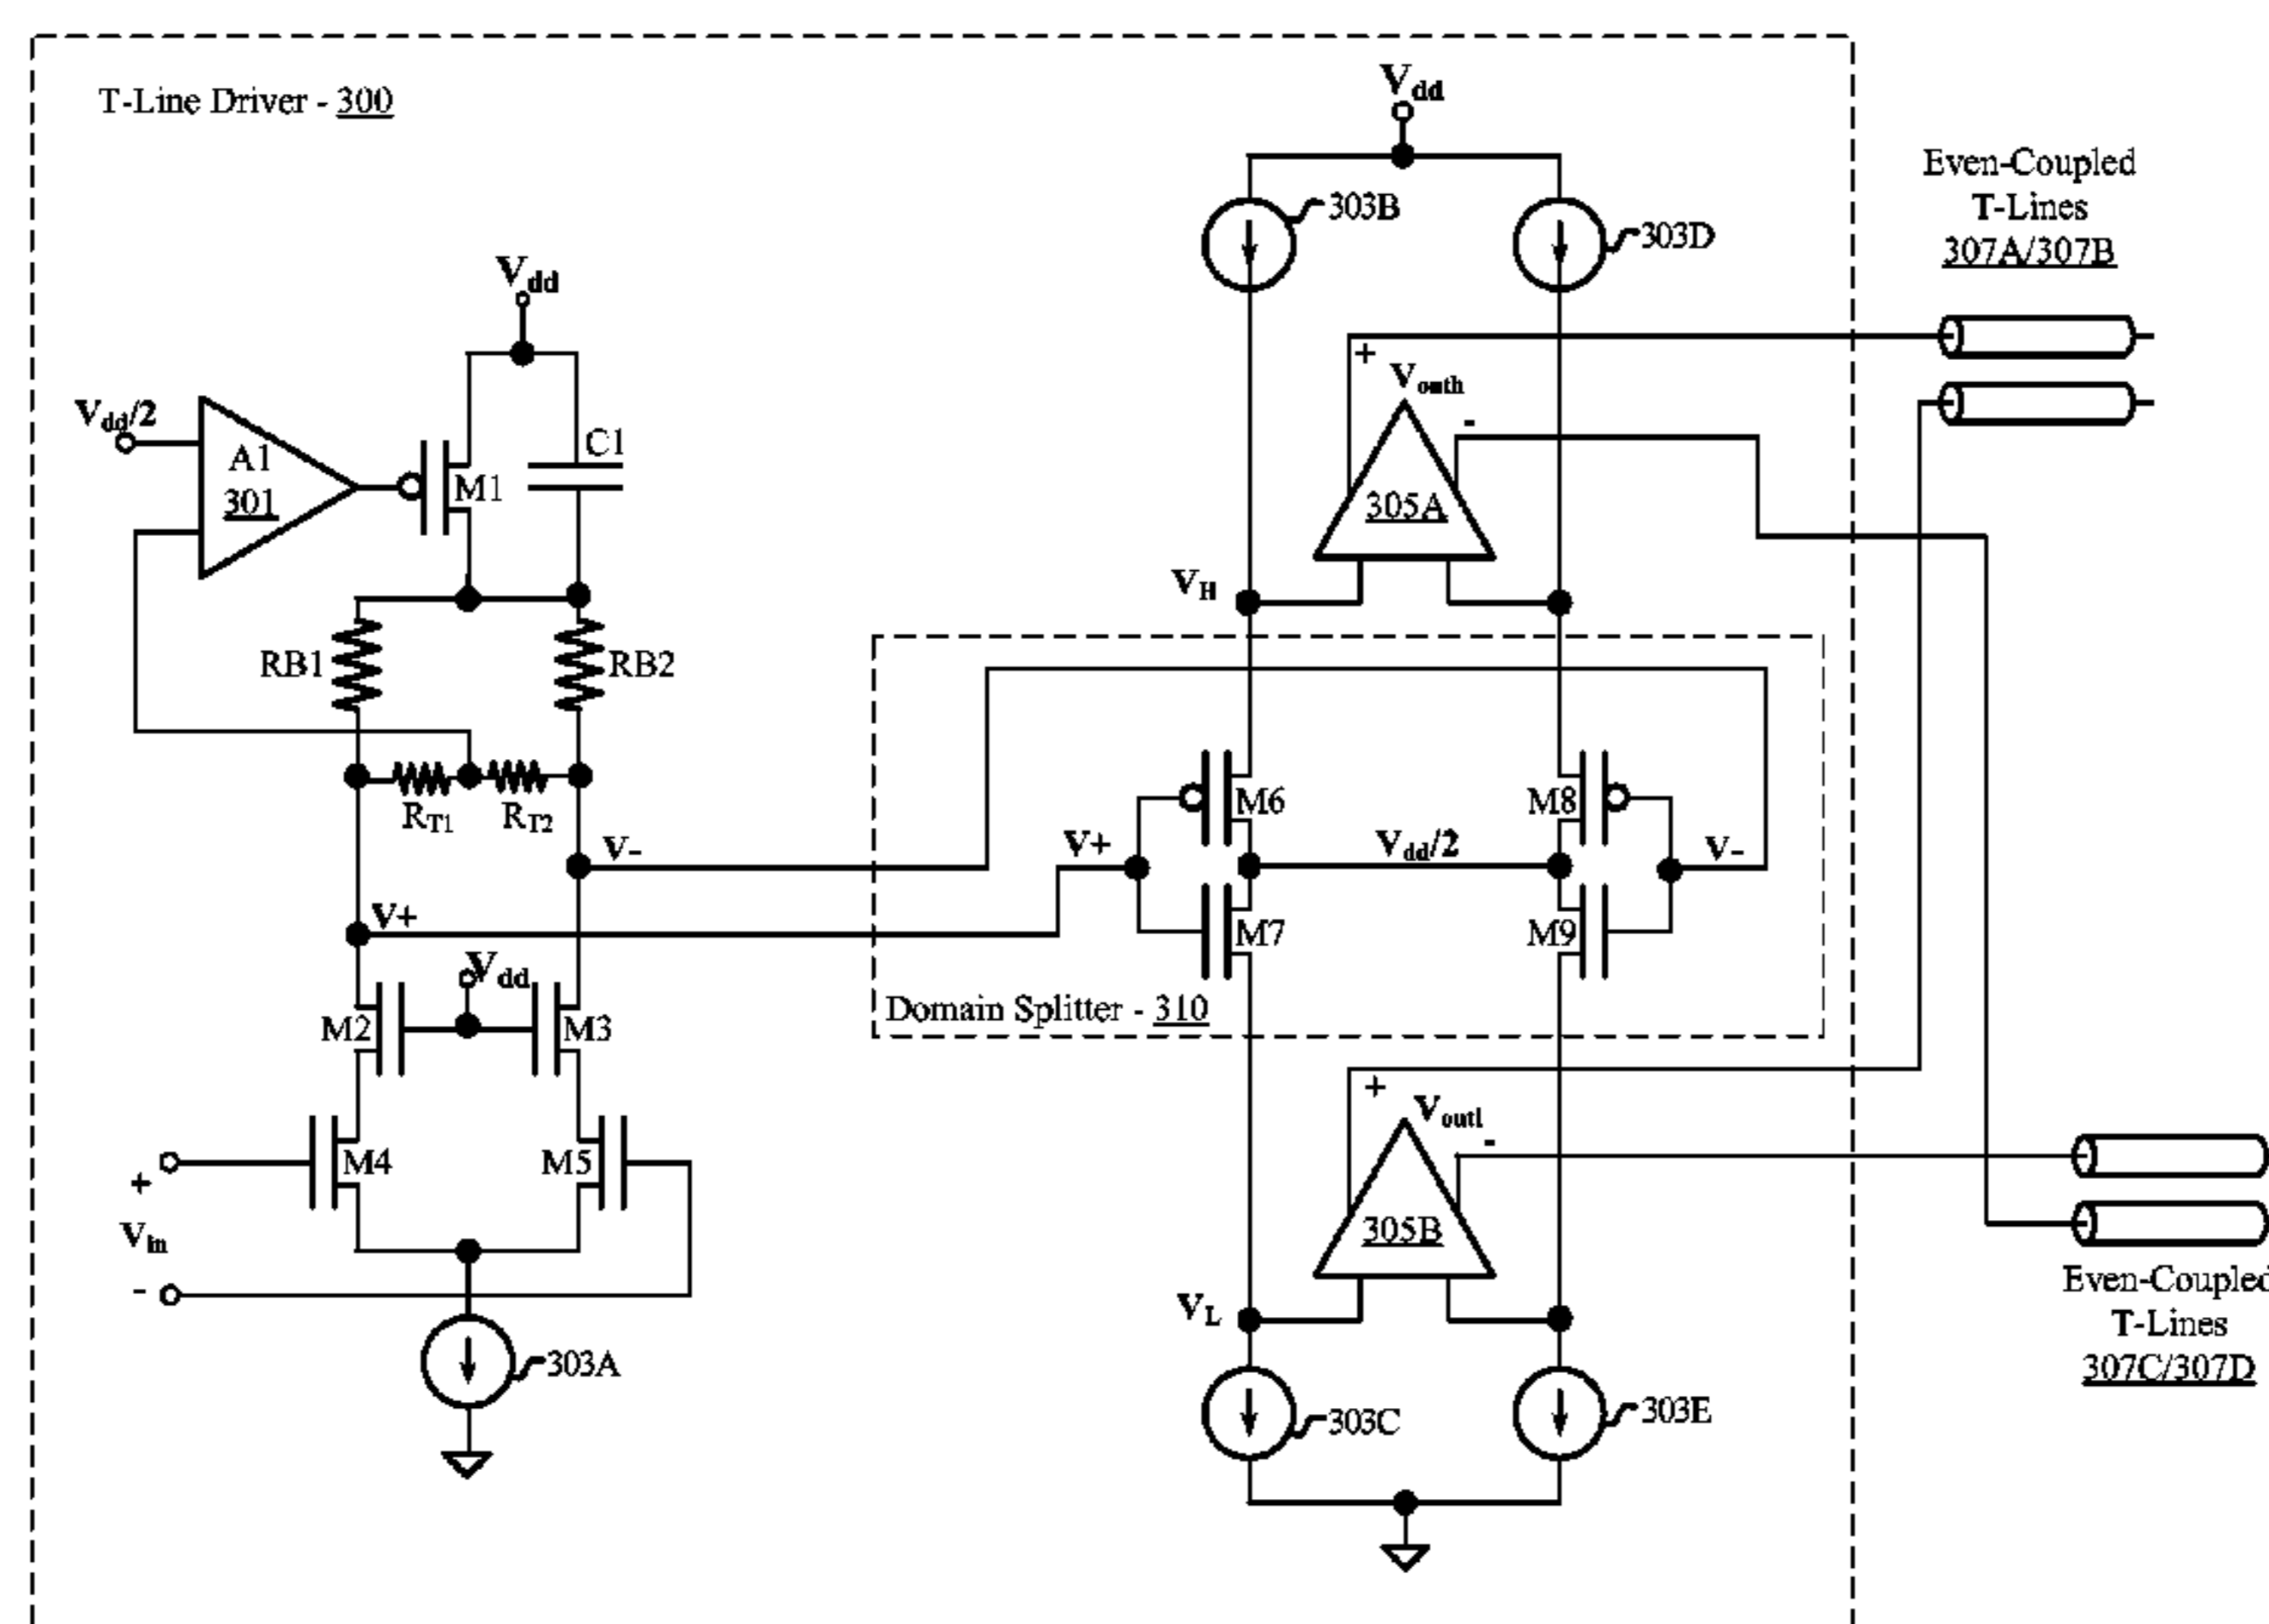 T-Line Driver - 300
Vdd
303B
303D
Even-Coupled
T-Lines
307A/307B
Vdd
Vdd/2
A1
301
M1
C1
+
Vouth
-
305A
VH
RB1
RB2
RT1
RT2
V-
V+
V+
M6
M8
Vdd/2
V-
M7
M9
Domain Splitter - 310
Vdd
M2
M3
M4
M5
+
Vin
-
303A
+
Voutl
-
305B
VL
303C
303E
Even-Coupled
T-Lines
307C/307D